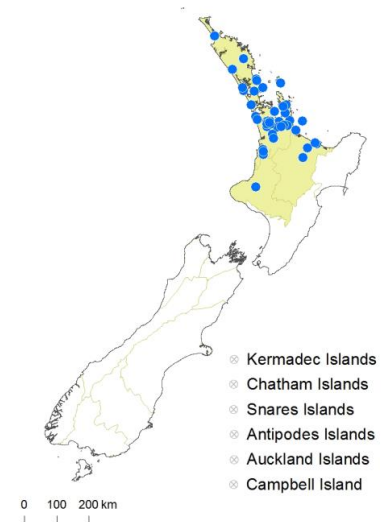 Kermadec Islands
Chatham Islands
Snares Islands
Antipodes Islands
Auckland Islands
Campbell Island
0 100 200 km